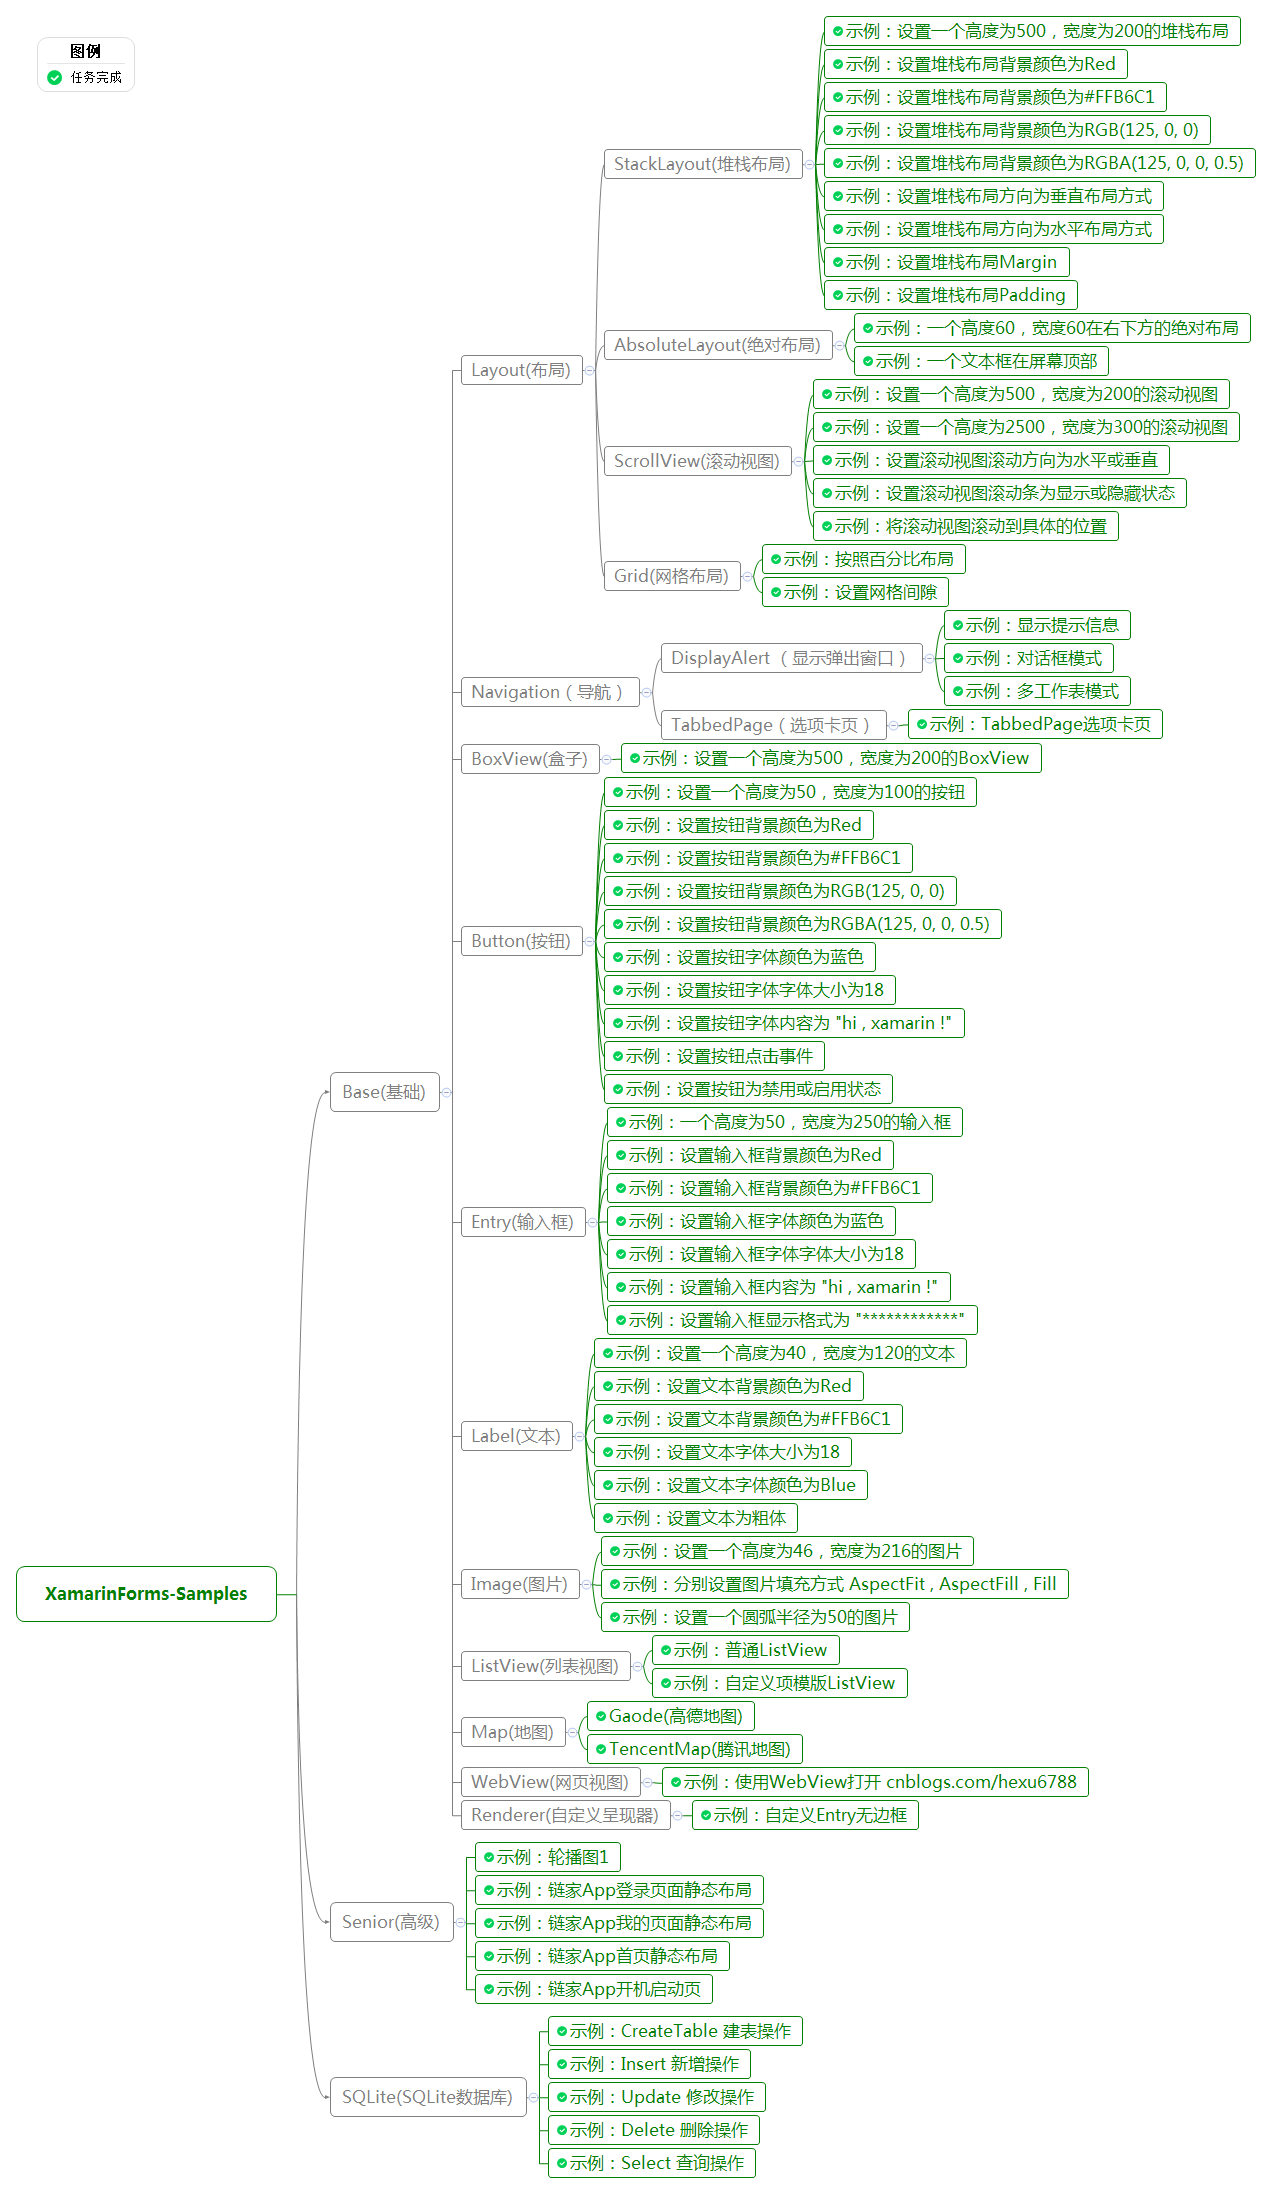 图例
任务完成
XamarinForms-Samples
Base(基础)
Layout(布局)
StackLayout(堆栈布局)
示例：设置一个高度为500，宽度为200的堆栈布局
示例：设置堆栈布局背景颜色为Red
示例：设置堆栈布局背景颜色为#FFB6C1
示例：设置堆栈布局背景颜色为RGB(125, 0, 0)
示例：设置堆栈布局背景颜色为RGBA(125, 0, 0, 0.5)
示例：设置堆栈布局方向为垂直布局方式
示例：设置堆栈布局方向为水平布局方式
示例：设置堆栈布局Margin
示例：设置堆栈布局Padding
AbsoluteLayout(绝对布局)
示例：一个高度60，宽度60在右下方的绝对布局
示例：一个文本框在屏幕顶部
ScrollView(滚动视图)
示例：设置一个高度为500，宽度为200的滚动视图
示例：设置一个高度为2500，宽度为300的滚动视图
示例：设置滚动视图滚动方向为水平或垂直
示例：设置滚动视图滚动条为显示或隐藏状态
示例：将滚动视图滚动到具体的位置
Grid(网格布局)
示例：按照百分比布局
示例：设置网格间隙
Navigation（导航）
DisplayAlert（显示弹出窗口）
示例：显示提示信息
示例：对话框模式
示例：多工作表模式
TabbedPage（选项卡页）
示例：TabbedPage选项卡页
BoxView(盒子)
示例：设置一个高度为500，宽度为200的BoxView
Button(按钮)
示例：设置一个高度为50，宽度为100的按钮
示例：设置按钮背景颜色为Red
示例：设置按钮背景颜色为#FFB6C1
示例：设置按钮背景颜色为RGB(125, 0, 0)
示例：设置按钮背景颜色为RGBA(125, 0, 0, 0.5)
示例：设置按钮字体颜色为蓝色
示例：设置按钮字体字体大小为18
示例：设置按钮字体内容为 "hi , xamarin !"
示例：设置按钮点击事件
示例：设置按钮为禁用或启用状态
Entry(输入框)
示例：一个高度为50，宽度为250的输入框
示例：设置输入框背景颜色为Red
示例：设置输入框背景颜色为#FFB6C1
示例：设置输入框字体颜色为蓝色
示例：设置输入框字体字体大小为18
示例：设置输入框内容为 "hi , xamarin !"
示例：设置输入框显示格式为 "************"
Label(文本)
示例：设置一个高度为40，宽度为120的文本
示例：设置文本背景颜色为Red
示例：设置文本背景颜色为#FFB6C1
示例：设置文本字体大小为18
示例：设置文本字体颜色为Blue
示例：设置文本为粗体
Image(图片)
示例：设置一个高度为46，宽度为216的图片
示例：分别设置图片填充方式 AspectFit , AspectFill , Fill
示例：设置一个圆弧半径为50的图片
ListView(列表视图)
示例：普通ListView
示例：自定义项模版ListView
Map(地图)
Gaode(高德地图)
TencentMap(腾讯地图)
WebView(网页视图)
示例：使用WebView打开 cnblogs.com/hexu6788
Renderer(自定义呈现器)
示例：自定义Entry无边框
Senior(高级)
示例：轮播图1
示例：链家App登录页面静态布局
示例：链家App我的页面静态布局
示例：链家App首页静态布局
示例：链家App开机启动页
SQLite(SQLite数据库)
示例：CreateTable 建表操作
示例：Insert 新增操作
示例：Update 修改操作
示例：Delete 删除操作
示例：Select 查询操作